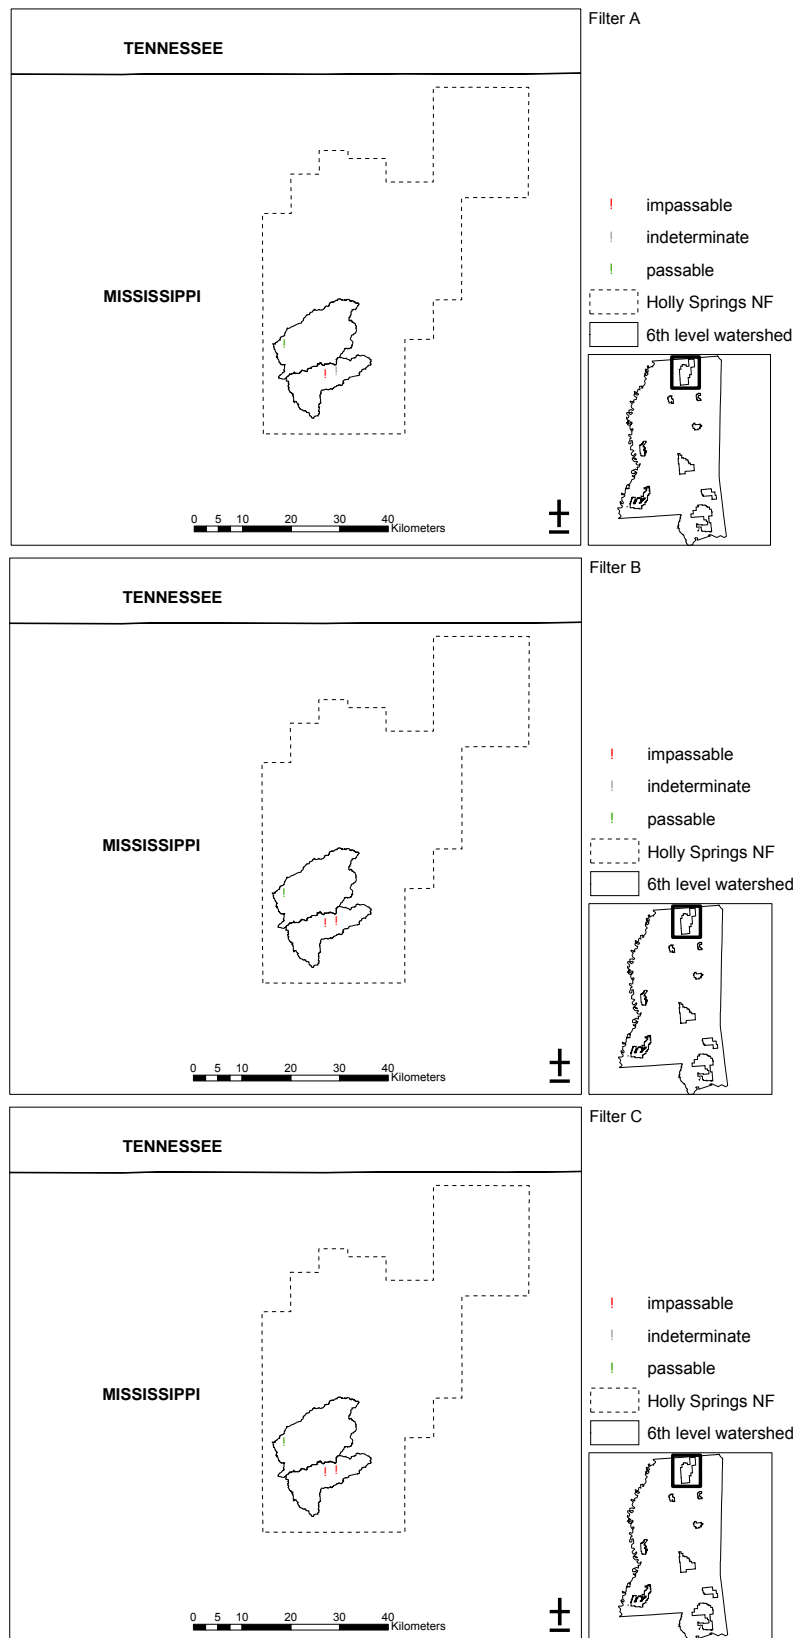 Filter A
TENNESSEE
MISSISSIPPI
! impassable
! indeterminate
! passable
Holly Springs NF
6th level watershed
!
! !
0 5 10 20 30 40
Kilometers
Filter B
TENNESSEE
MISSISSIPPI
! impassable
! indeterminate
! passable
Holly Springs NF
6th level watershed
!
! !
0 5 10 20 30 40
Kilometers
Filter C
TENNESSEE
MISSISSIPPI
! impassable
! indeterminate
! passable
Holly Springs NF
6th level watershed
!
! !
0 5 10 20 30 40
Kilometers